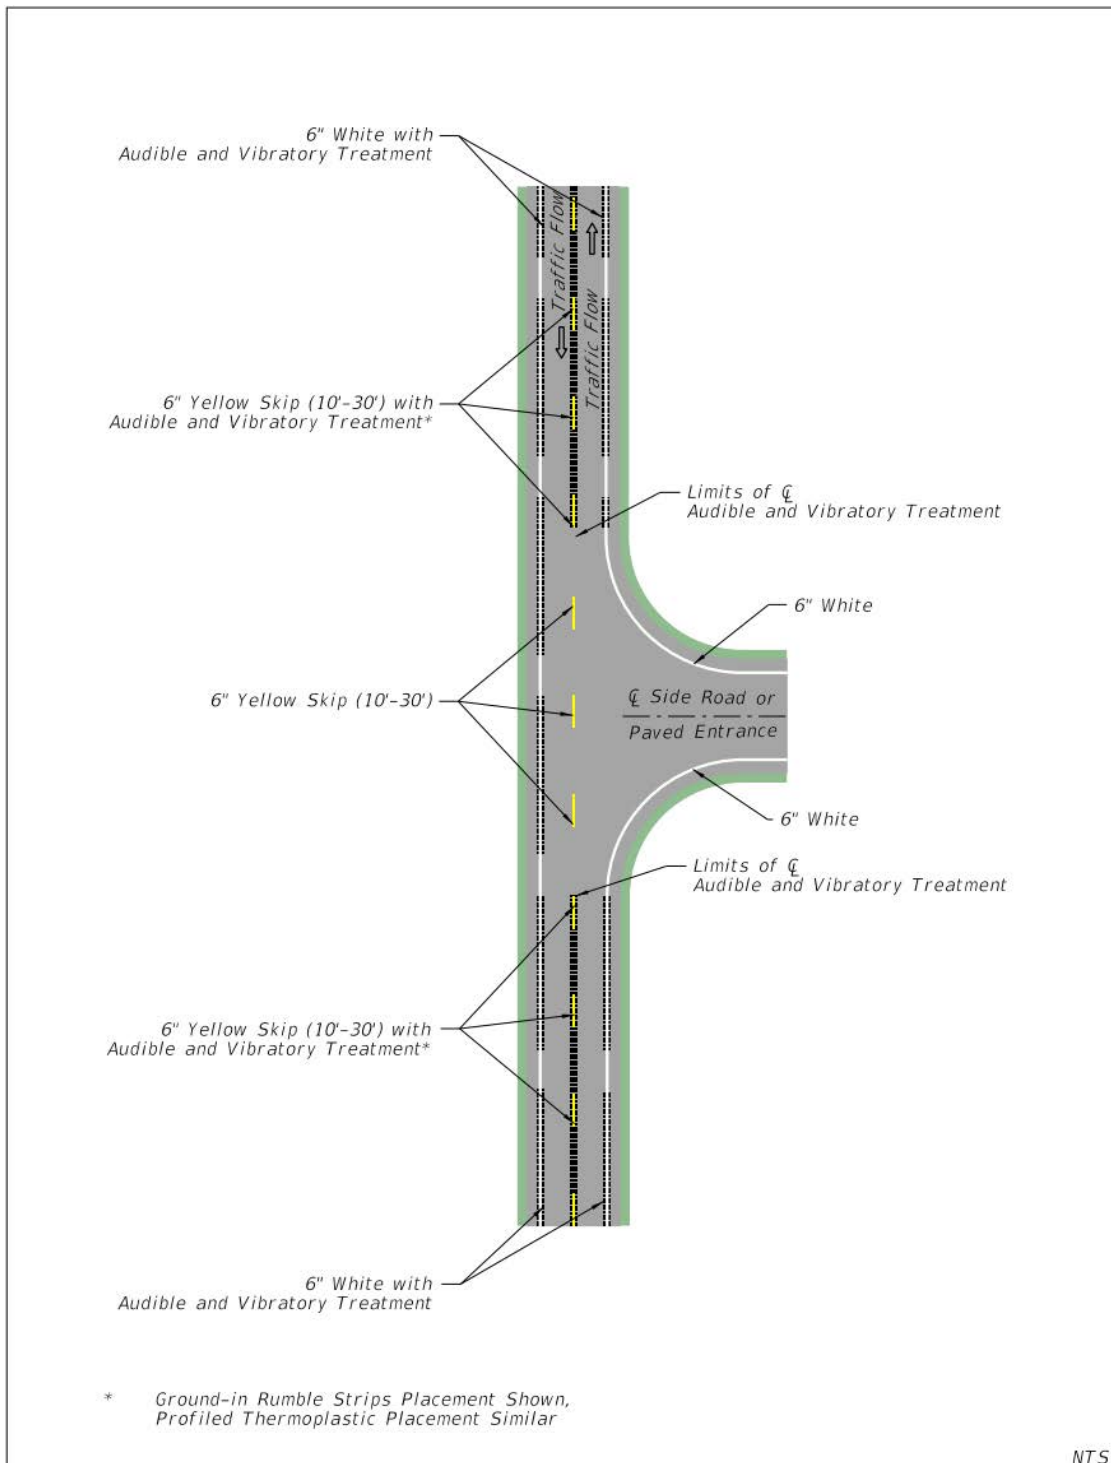 6" White with
Audible and Vibratory Treatment
Traffic Flow
Traffic Flow
6" Yellow Skip (10'-30') with
Audible and Vibratory Treatment*
Limits of ℄
Audible and Vibratory Treatment
6" White
6" Yellow Skip (10'-30')
℄ Side Road or
Paved Entrance
6" White
Limits of ℄
Audible and Vibratory Treatment
6" Yellow Skip (10'-30') with
Audible and Vibratory Treatment*
6" White with
Audible and Vibratory Treatment
* Ground-in Rumble Strips Placement Shown,
Profiled Thermoplastic Placement Similar
NTS